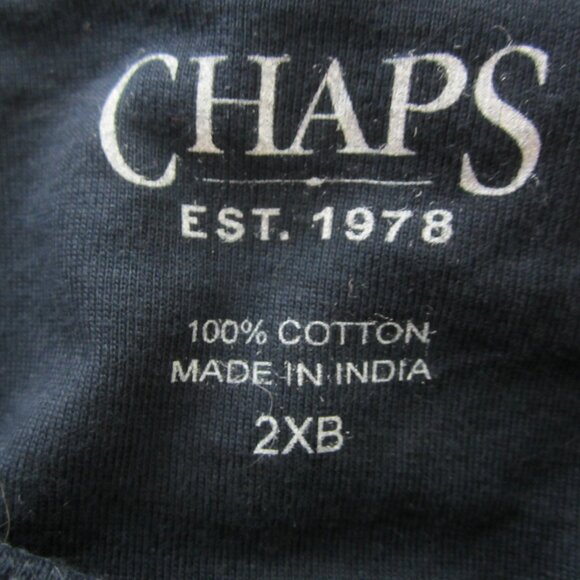 CHAPS
EST. 1978
100% COTTON
MADE IN INDIA
2XB